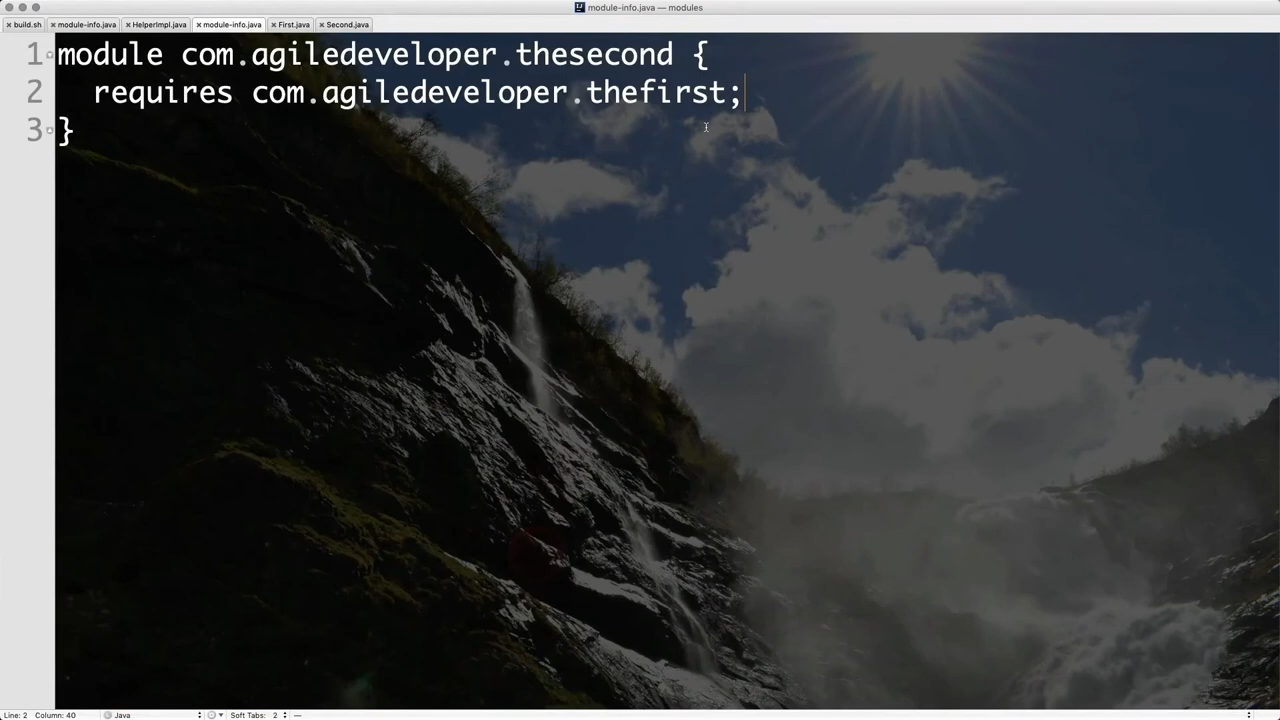 module-info.java — modules
build.sh module-info.java HelperImpl.java module-info.java First.java Second.java
1 module com.agiledeveloper.thesecond {
2 requires com.agiledeveloper.thefirst;
3 }
Line: 2 Column: 40 Java Soft Tabs: 2 —